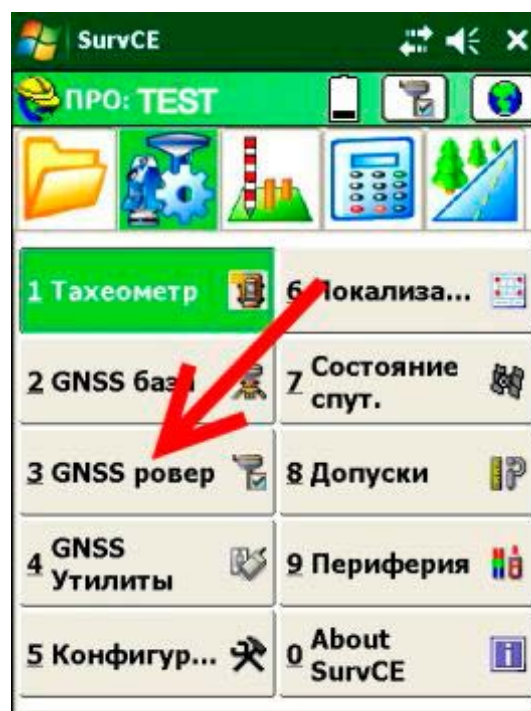 SurvCE
ПРО: TEST
1 Тахеометр
6 Локализа...
2 GNSS база
7 Состояние
спут.
3 GNSS ровер
8 Допуски
4 GNSS
Утилиты
9 Периферия
5 Конфигур...
0 About
SurvCE